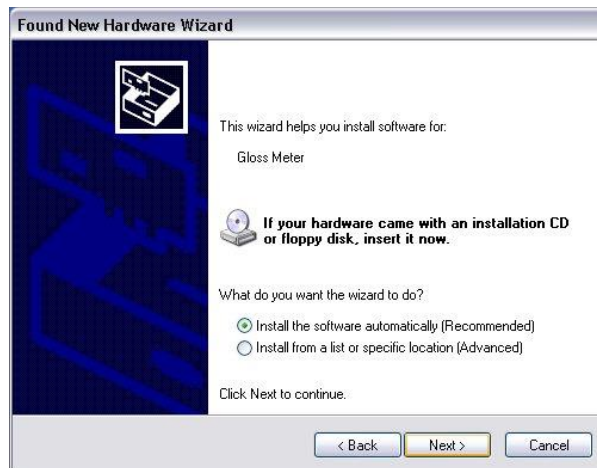 Found New Hardware Wizard
This wizard helps you install software for:
Gloss Meter
If your hardware came with an installation CD
or floppy disk, insert it now.
What do you want the wizard to do?
Install the software automatically (Recommended)
Install from a list or specific location (Advanced)
Click Next to continue.
< Back Next > Cancel